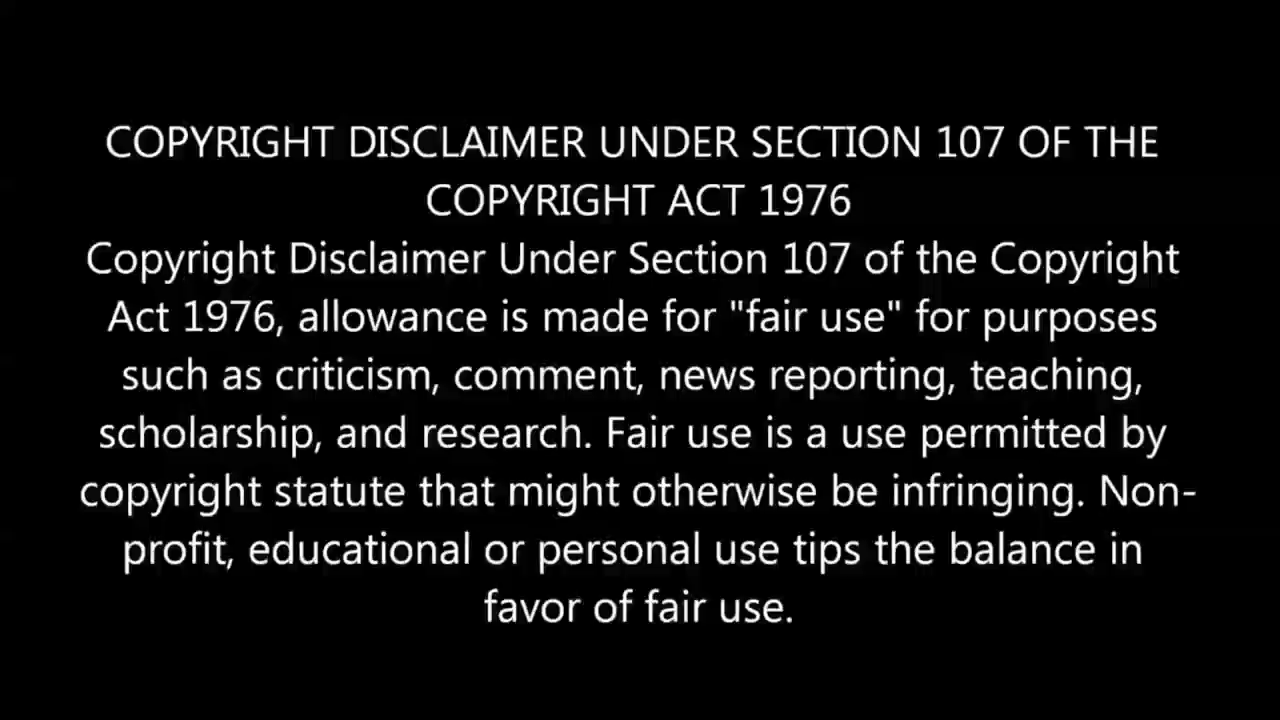 COPYRIGHT DISCLAIMER UNDER SECTION 107 OF THE
COPYRIGHT ACT 1976
Copyright Disclaimer Under Section 107 of the Copyright
Act 1976, allowance is made for "fair use" for purposes
such as criticism, comment, news reporting, teaching,
scholarship, and research. Fair use is a use permitted by
copyright statute that might otherwise be infringing. Non-
profit, educational or personal use tips the balance in
favor of fair use.